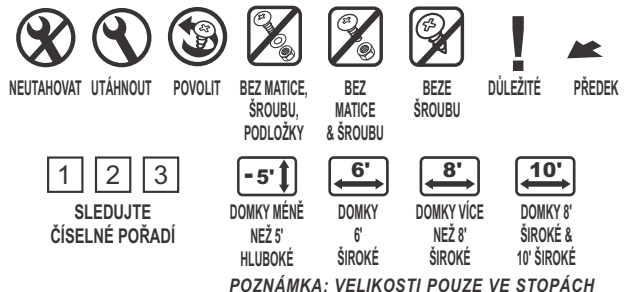 NEUTAHOVAT UTÁHNOUT POVOLIT BEZ MATICE, BEZ BEZE DŮLEŽITÉ PŘEDEK
ŠROUBU, MATICE ŠROUBU
PODLOŽKY & ŠROUBU
1 2 3 - 5' 6' 8' 10'
SLEDUJTE DOMKY MÉNĚ DOMKY DOMKY VÍCE DOMKY 8'
ČÍSELNÉ POŘADÍ NEŽ 5' 6' NEŽ 8' ŠIROKÉ &
HLUBOKÉ ŠIROKÉ ŠIROKÉ 10' ŠIROKÉ
POZNÁMKA: VELIKOSTI POUZE VE STOPÁCH